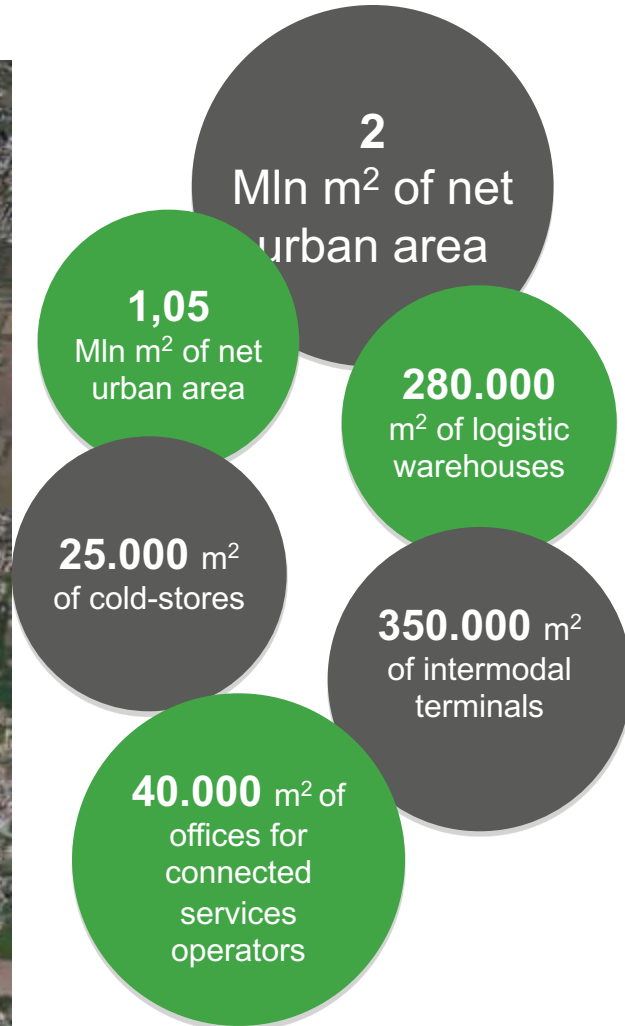 2
Mln m² of net
urban area
1,05
Mln m² of net
urban area
280.000
m² of logistic
warehouses
25.000 m²
of cold-stores
350.000 m²
of intermodal
terminals
40.000 m² of
offices for
connected
services
operators